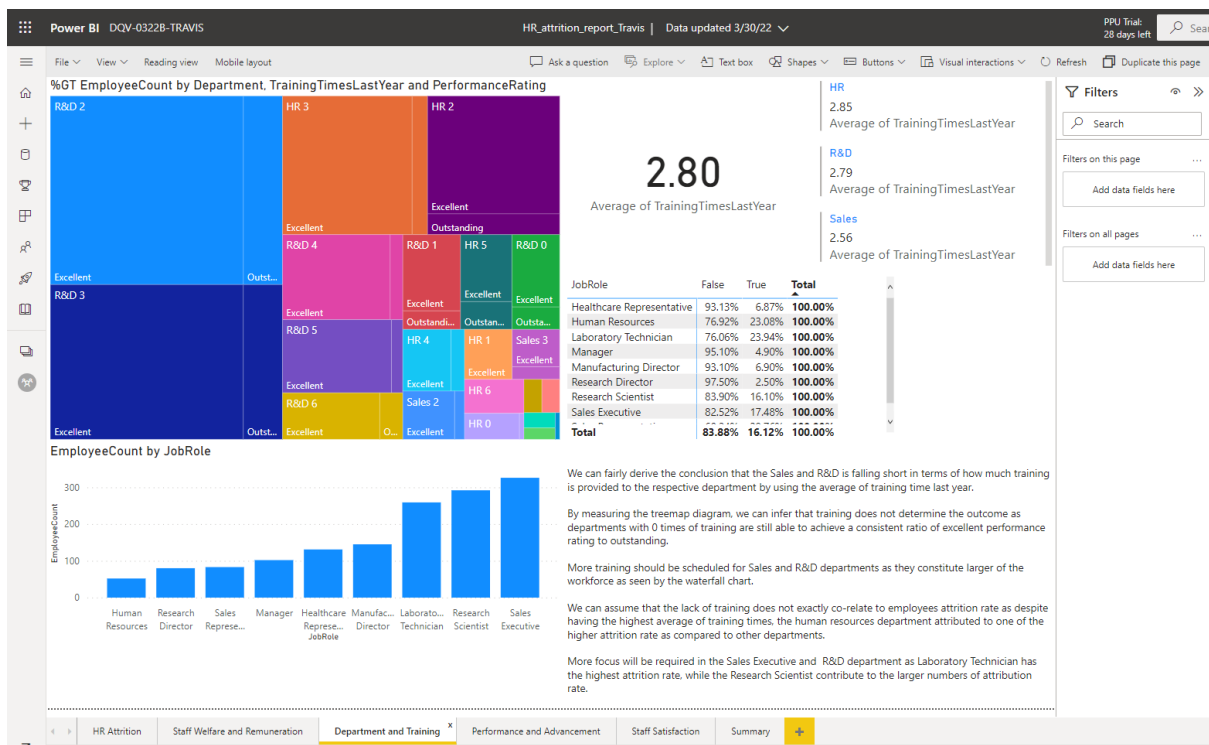 Power BI DQV-0322B-TRAVIS
HR_attrition_report_Travis | Data updated 3/30/22
PPU Trial:
28 days left
Sear
File View Reading view Mobile layout
Ask a question Explore Text box Shapes Buttons Visual interactions Refresh Duplicate this page
%GT EmployeeCount by Department, TrainingTimesLastYear and PerformanceRating
R&D 2
Excellent
Outst...
R&D 3
Excellent
Outst...
HR 3
Excellent
HR 2
Excellent
Outstanding
R&D 4
Excellent
R&D 5
Excellent
R&D 6
Excellent
O...
R&D 1
Excellent
Outstandi...
HR 5
Excellent
Outstan...
R&D 0
Excellent
Outsta...
HR 4
Excellent
Sales 2
Excellent
HR 1
Excellent
Sales 3
Excellent
HR 6
HR 0
2.80
Average of TrainingTimesLastYear
HR
2.85
Average of TrainingTimesLastYear
R&D
2.79
Average of TrainingTimesLastYear
Sales
2.56
Average of TrainingTimesLastYear
JobRole False True Total
Healthcare Representative 93.13% 6.87% 100.00%
Human Resources 76.92% 23.08% 100.00%
Laboratory Technician 76.06% 23.94% 100.00%
Manager 95.10% 4.90% 100.00%
Manufacturing Director 93.10% 6.90% 100.00%
Research Director 97.50% 2.50% 100.00%
Research Scientist 83.90% 16.10% 100.00%
Sales Executive 82.52% 17.48% 100.00%
Total 83.88% 16.12% 100.00%
Filters
Search
Filters on this page
...
Add data fields here
Filters on all pages
...
Add data fields here
EmployeeCount by JobRole
EmployeeCount
300
200
100
0
Human
Resources
Research
Director
Sales
Represe...
Manager
Healthcare
Represe...
Manufac...
Director
Laborato...
Technician
Research
Scientist
Sales
Executive
JobRole
We can fairly derive the conclusion that the Sales and R&D is falling short in terms of how much training
is provided to the respective department by using the average of training time last year.
By measuring the treemap diagram, we can infer that training does not determine the outcome as
departments with 0 times of training are still able to achieve a consistent ratio of excellent performance
rating to outstanding.
More training should be scheduled for Sales and R&D departments as they constitute larger of the
workforce as seen by the waterfall chart.
We can assume that the lack of training does not exactly co-relate to employees attrition rate as despite
having the highest average of training times, the human resources department attributed to one of the
higher attrition rate as compared to other departments.
More focus will be required in the Sales Executive and R&D department as Laboratory Technician has
the highest attrition rate, while the Research Scientist contribute to the larger numbers of attribution
rate.
HR Attrition
Staff Welfare and Remuneration
Department and Training x
Performance and Advancement
Staff Satisfaction
Summary
+